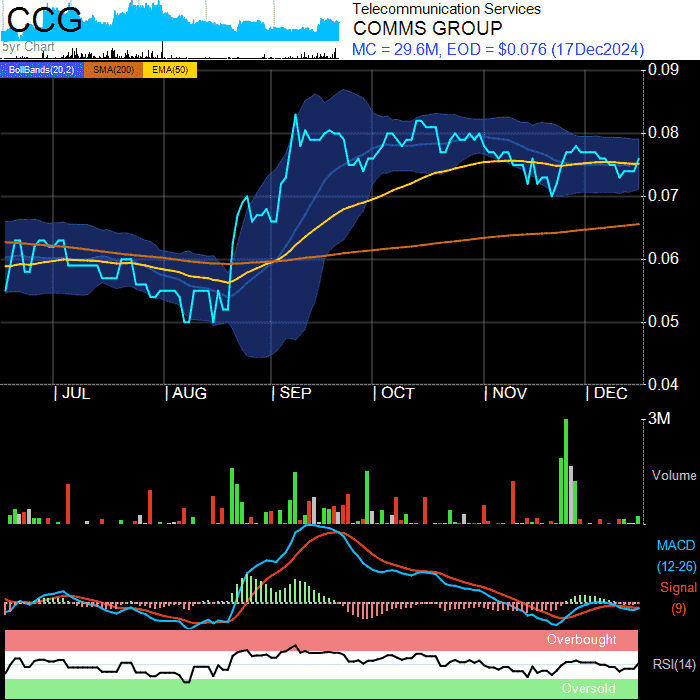 CCG
5yr Chart
Telecommunication Services
COMMS GROUP
MC = 29.6M, EOD = $0.076 (17Dec2024)
BollBands(20,2) SMA(200) EMA(50)
0.09
0.08
0.07
0.06
0.05
0.04
| JUL | AUG | SEP | OCT | NOV | DEC
3M
Volume
MACD
(12-26)
Signal
(9)
Overbought
RSI(14)
Oversold